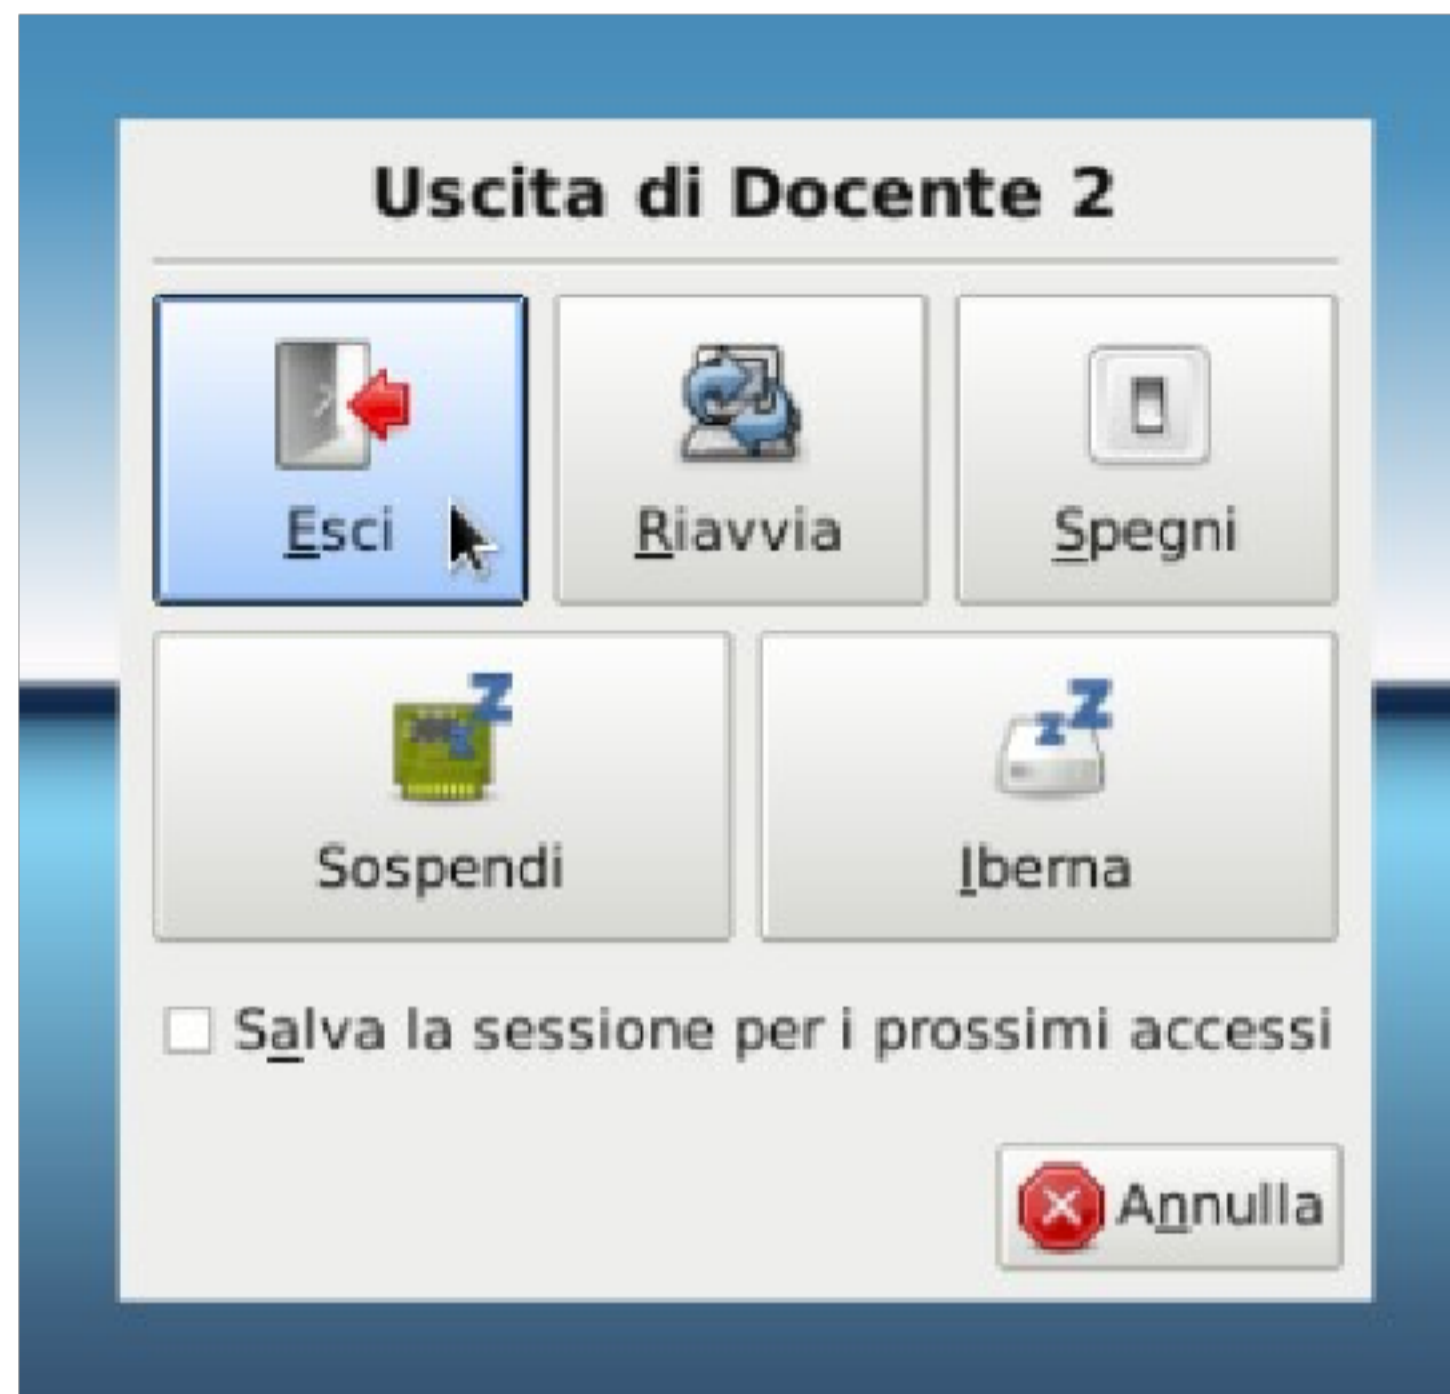 Uscita di Docente 2
Esci
Riavvia
Spegni
Sospendi
Iberna
Salva la sessione per i prossimi accessi
Annulla